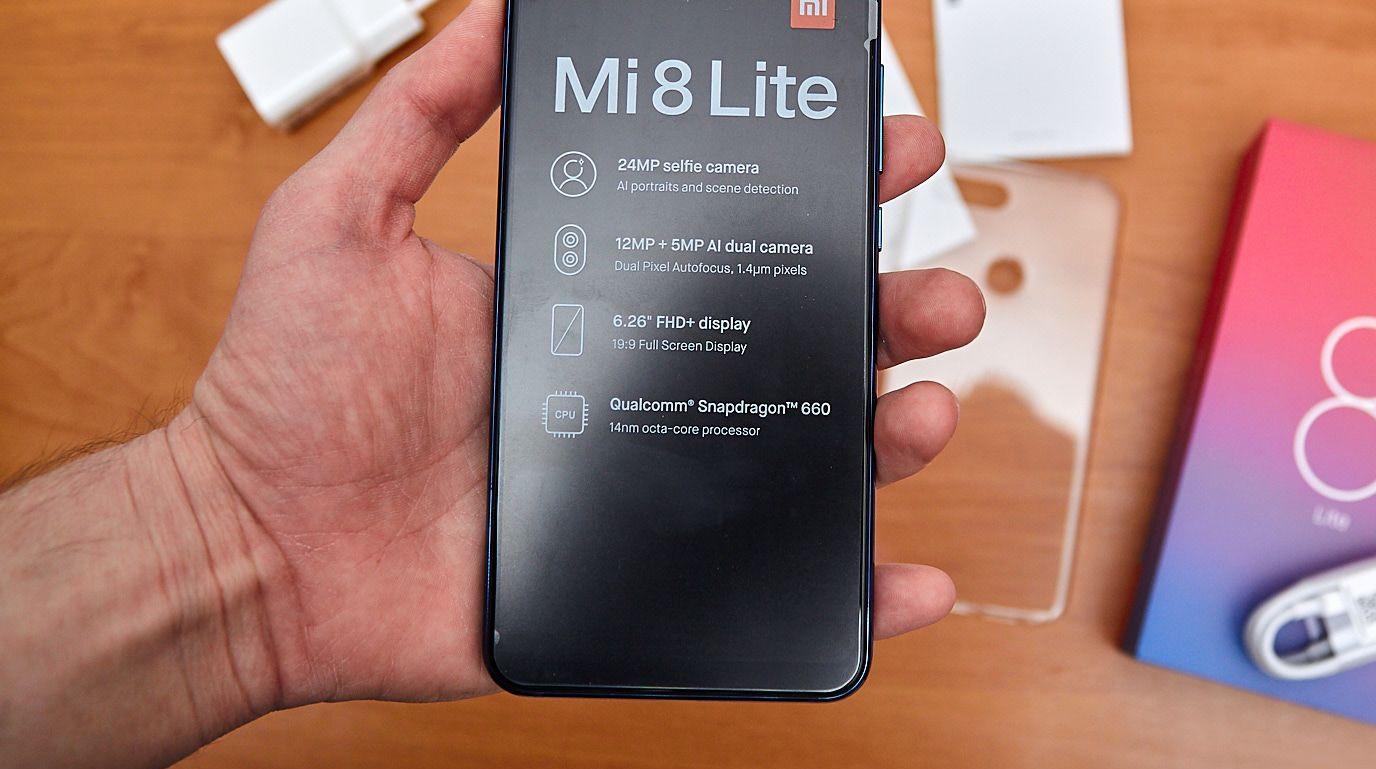 mi
Mi 8 Lite
24MP selfie camera
AI portraits and scene detection
12MP + 5MP AI dual camera
Dual Pixel Autofocus, 1.4μm pixels
6.26" FHD+ display
19:9 Full Screen Display
CPU
Qualcomm® Snapdragon™ 660
14nm octa-core processor
8
Lite